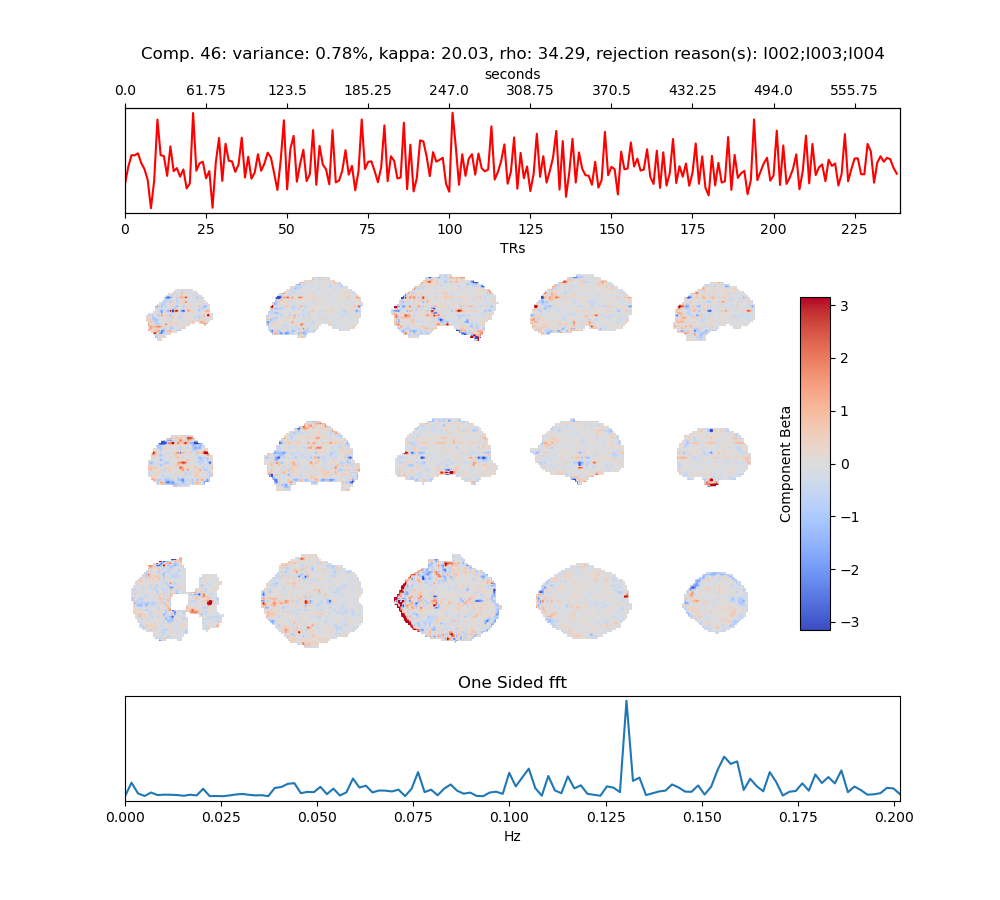 Comp. 46: variance: 0.78%, kappa: 20.03, rho: 34.29, rejection reason(s): I002;I003;I004
seconds
0.0 61.75 123.5 185.25 247.0 308.75 370.5 432.25 494.0 555.75
0 25 50 75 100 125 150 175 200 225
TRs
3
2
1
0
−1
−2
−3
Component Beta
One Sided fft
0.000 0.025 0.050 0.075 0.100 0.125 0.150 0.175 0.200
Hz